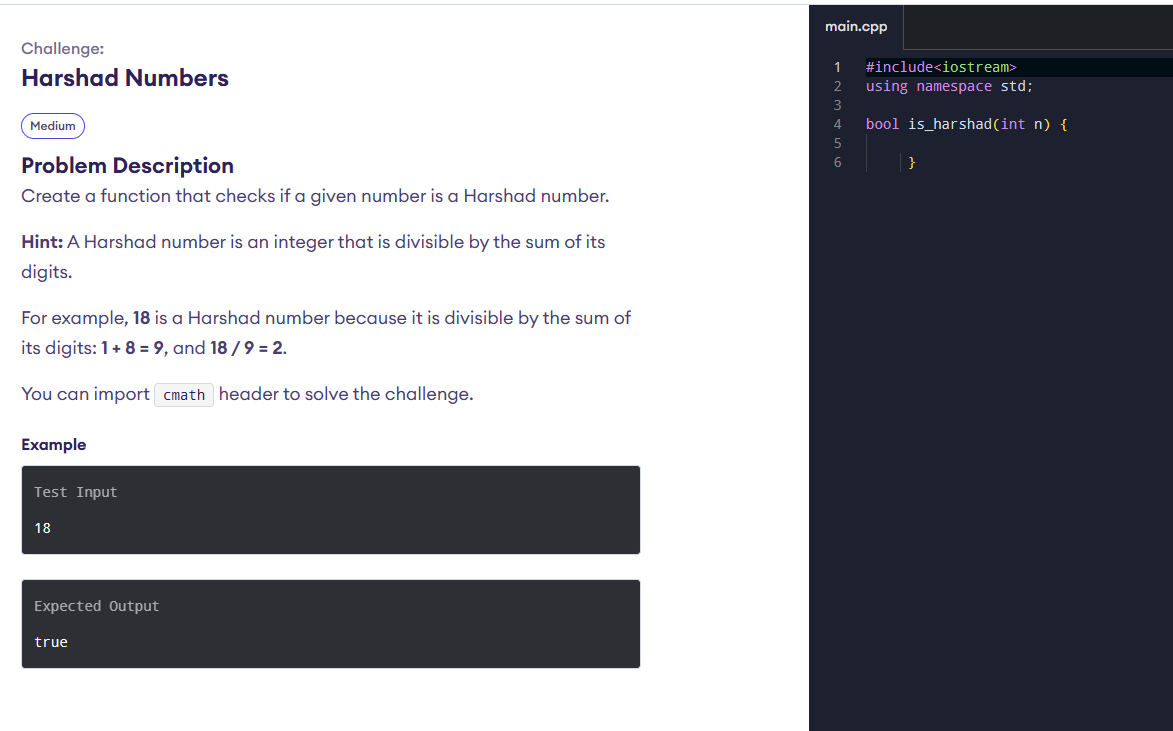 Challenge:
Harshad Numbers
Medium
Problem Description
Create a function that checks if a given number is a Harshad number.
Hint: A Harshad number is an integer that is divisible by the sum of its
digits.
For example, 18 is a Harshad number because it is divisible by the sum of
its digits: 1 + 8 = 9, and 18 / 9 = 2.
You can import cmath header to solve the challenge.
Example
Test Input
18
Expected Output
true
main.cpp
1 #include<iostream>
2 using namespace std;
3
4 bool is_harshad(int n) {
5
6 }